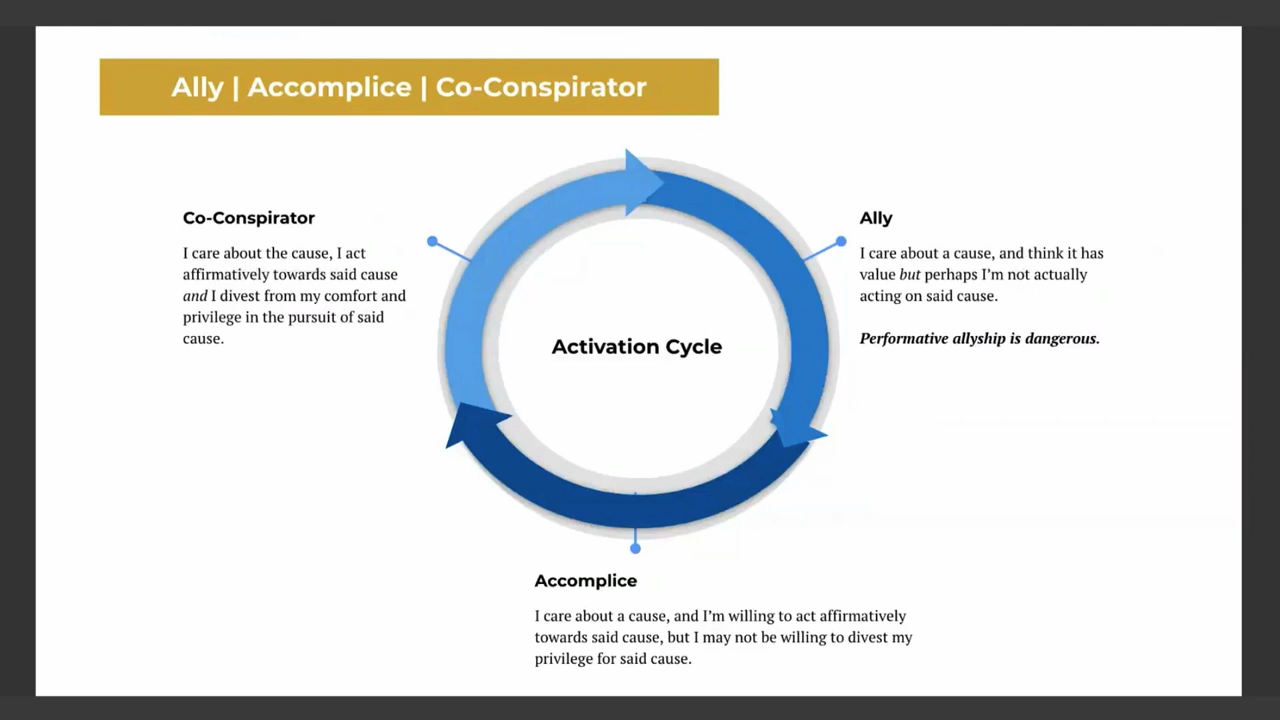 Ally | Accomplice | Co-Conspirator
Co-Conspirator
I care about the cause, I act
affirmatively towards said cause
and I divest from my comfort and
privilege in the pursuit of said
cause.
Activation Cycle
Ally
I care about a cause, and think it has
value but perhaps I’m not actually
acting on said cause.
Performative allyship is dangerous.
Accomplice
I care about a cause, and I’m willing to act affirmatively
towards said cause, but I may not be willing to divest my
privilege for said cause.